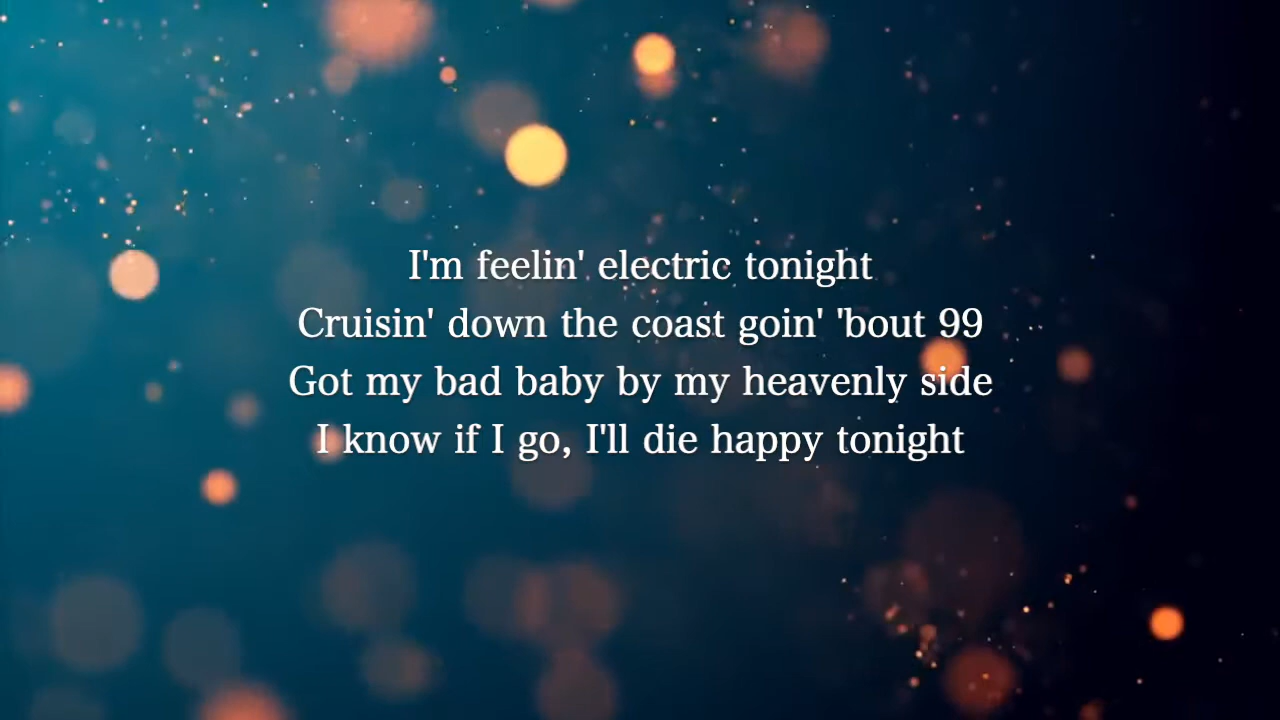 I'm feelin' electric tonight
Cruisin' down the coast goin' 'bout 99
Got my bad baby by my heavenly side
I know if I go, I'll die happy tonight